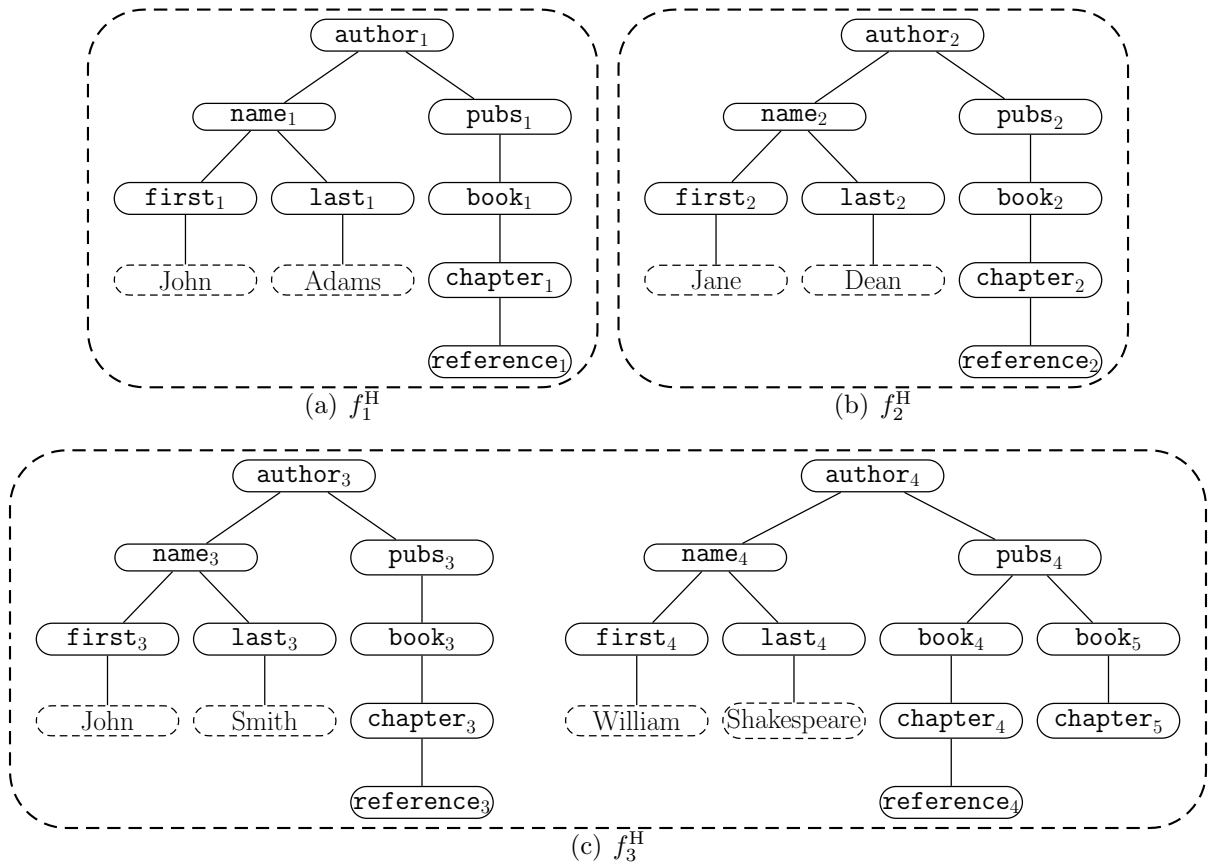 author₁ author₂
name₁ pubs₁ name₂ pubs₂
first₁ last₁ book₁ first₂ last₂ book₂
John Adams chapter₁ Jane Dean chapter₂
reference₁ reference₂
(a) f₁ᴴ (b) f₂ᴴ
author₃ author₄
name₃ pubs₃ name₄ pubs₄
first₃ last₃ book₃ first₄ last₄ book₄ book₅
John Smith chapter₃ William Shakespeare chapter₄ chapter₅
reference₃ reference₄
(c) f₃ᴴ